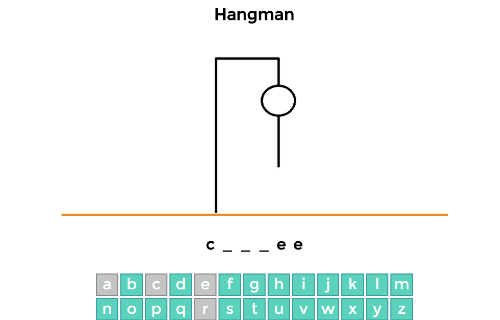 Hangman
c _ _ _ e e
a b c d e f g h i j k l m
n o p q r s t u v w x y z